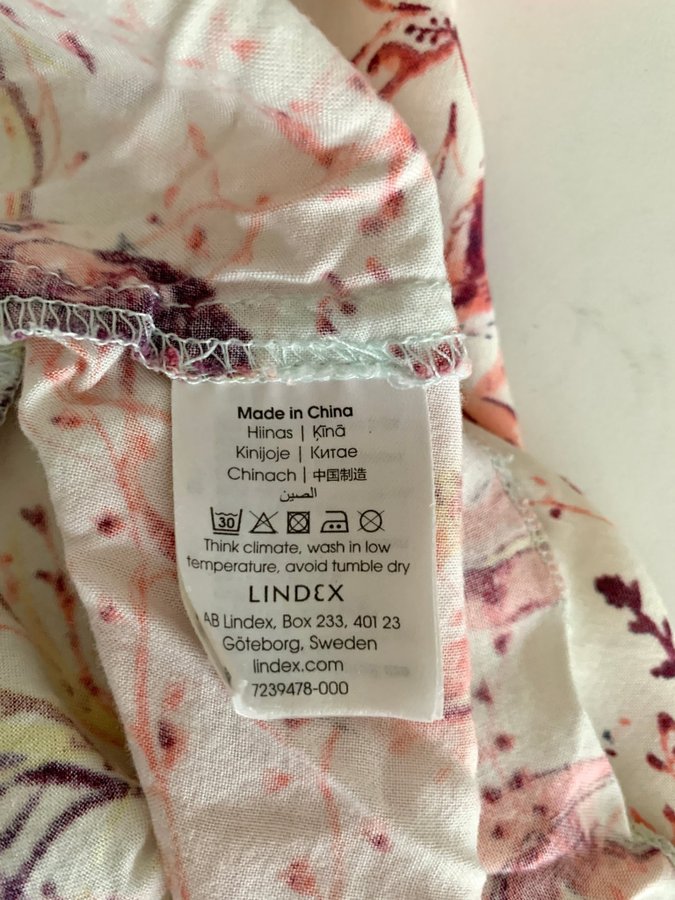 Made in China
Hiinas | Ķīnā
Kinijoje | Китае
Chinach | 中国制造
الصين
30
Think climate, wash in low
temperature, avoid tumble dry
LINDEX
AB Lindex, Box 233, 401 23
Göteborg, Sweden
lindex.com
7239478-000